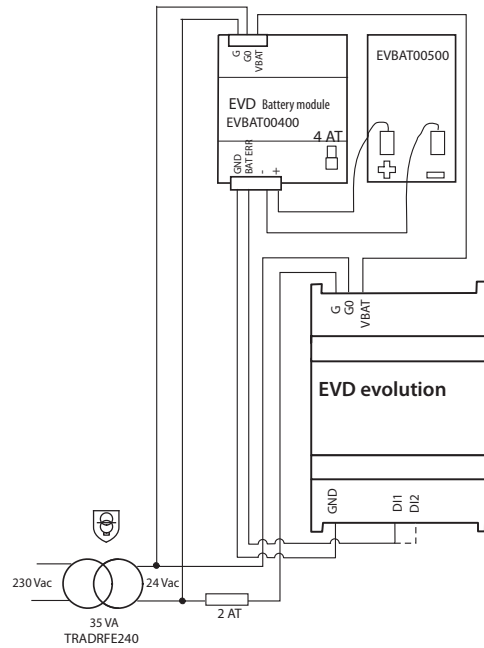 G
G0
VBAT
EVD Battery module
EVBAT00400
4 AT
GND
BAT ERR
-
+
EVBAT00500
G
G0
VBAT
EVD evolution
GND
DI1
DI2
230 Vac
24 Vac
35 VA
TRADRFE240
2 AT